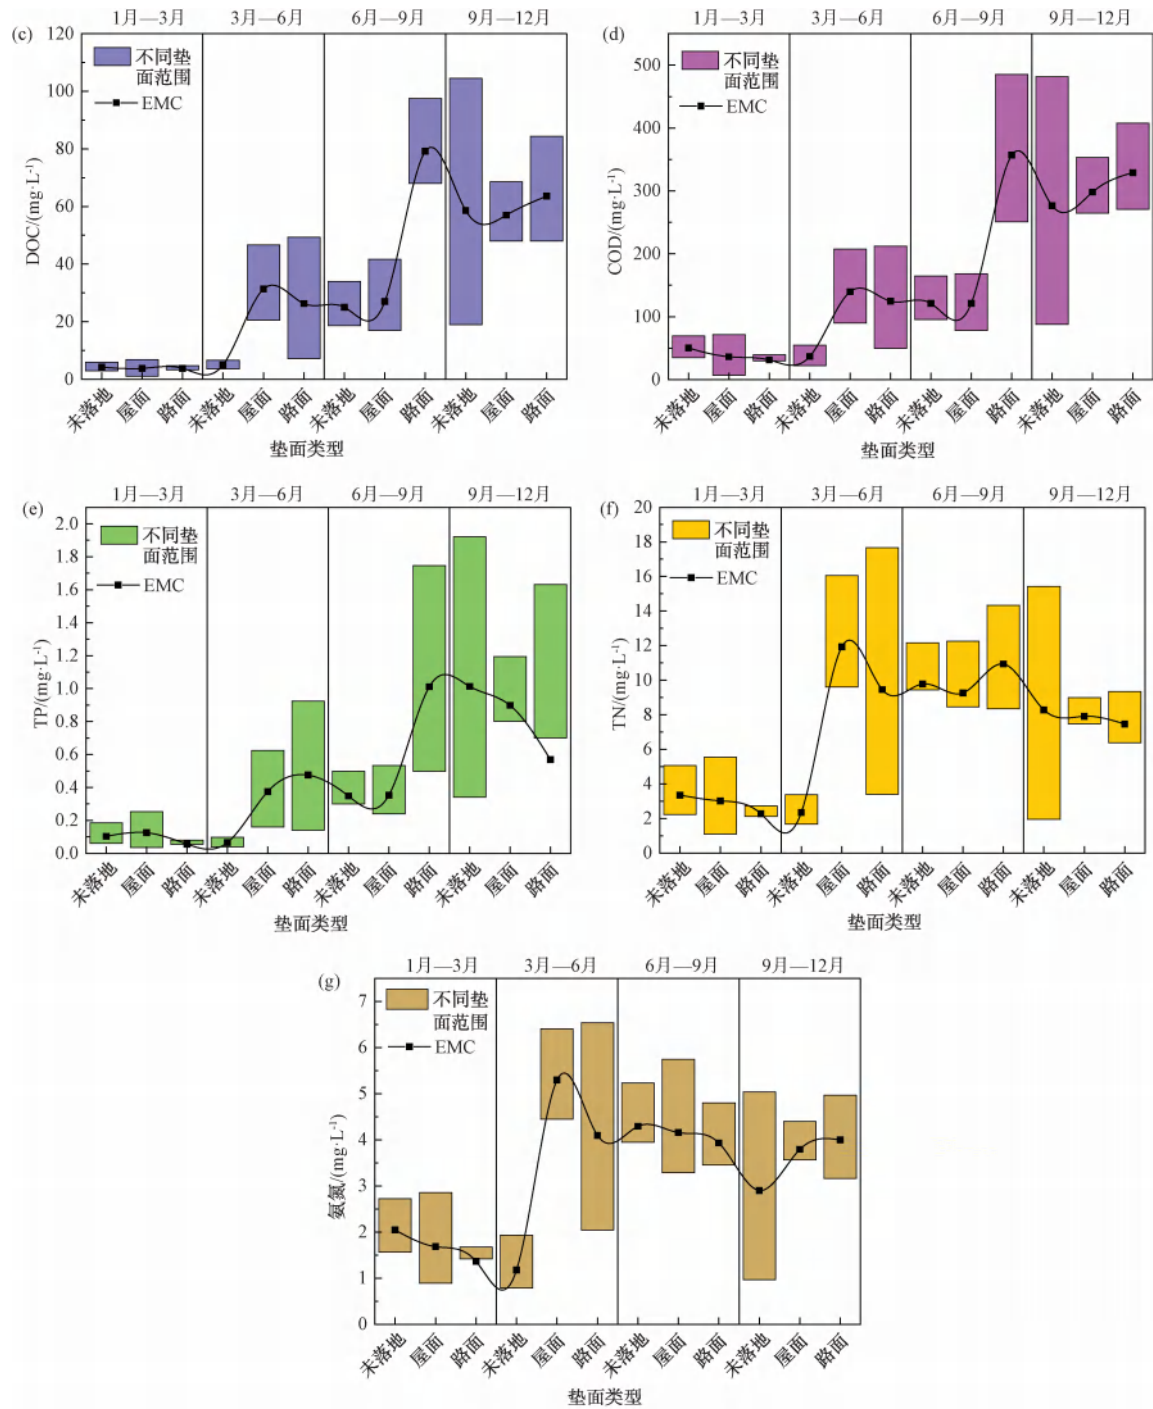 (c)
1月—3月
3月—6月
6月—9月
9月—12月
不同垫
面范围
EMC
120
100
80
60
40
20
0
DOC/(mg·L⁻¹)
未落地
屋面
路面
未落地
屋面
路面
未落地
屋面
路面
未落地
屋面
路面
垫面类型
(d)
1月—3月
3月—6月
6月—9月
9月—12月
不同垫
面范围
EMC
500
400
300
200
100
0
COD/(mg·L⁻¹)
未落地
屋面
路面
未落地
屋面
路面
未落地
屋面
路面
未落地
屋面
路面
垫面类型
(e)
1月—3月
3月—6月
6月—9月
9月—12月
不同垫
面范围
EMC
2.0
1.8
1.6
1.4
1.2
1.0
0.8
0.6
0.4
0.2
0.0
TP/(mg·L⁻¹)
未落地
屋面
路面
未落地
屋面
路面
未落地
屋面
路面
未落地
屋面
路面
垫面类型
(f)
1月—3月
3月—6月
6月—9月
9月—12月
不同垫
面范围
EMC
20
18
16
14
12
10
8
6
4
2
0
TN/(mg·L⁻¹)
未落地
屋面
路面
未落地
屋面
路面
未落地
屋面
路面
未落地
屋面
路面
垫面类型
(g)
1月—3月
3月—6月
6月—9月
9月—12月
不同垫
面范围
EMC
7
6
5
4
3
2
1
0
氨氮/(mg·L⁻¹)
未落地
屋面
路面
未落地
屋面
路面
未落地
屋面
路面
未落地
屋面
路面
垫面类型